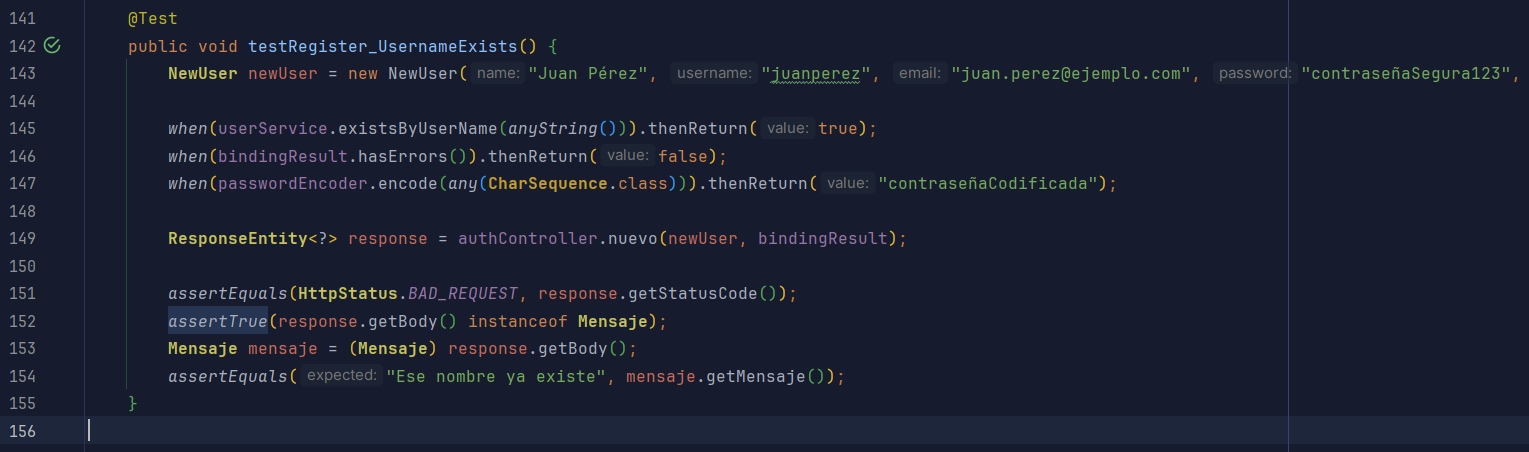 141 @Test
142 public void testRegister_UsernameExists() {
143 NewUser newUser = new NewUser( name: "Juan Pérez", username: "juanperez", email: "juan.perez@ejemplo.com", password: "contraseñaSegura123",
144
145 when(userService.existsByUserName(anyString())).thenReturn( value: true);
146 when(bindingResult.hasErrors()).thenReturn( value: false);
147 when(passwordEncoder.encode(any(CharSequence.class))).thenReturn( value: "contraseñaCodificada");
148
149 ResponseEntity<?> response = authController.nuevo(newUser, bindingResult);
150
151 assertEquals(HttpStatus.BAD_REQUEST, response.getStatusCode());
152 assertTrue(response.getBody() instanceof Mensaje);
153 Mensaje mensaje = (Mensaje) response.getBody();
154 assertEquals( expected: "Ese nombre ya existe", mensaje.getMensaje());
155 }
156